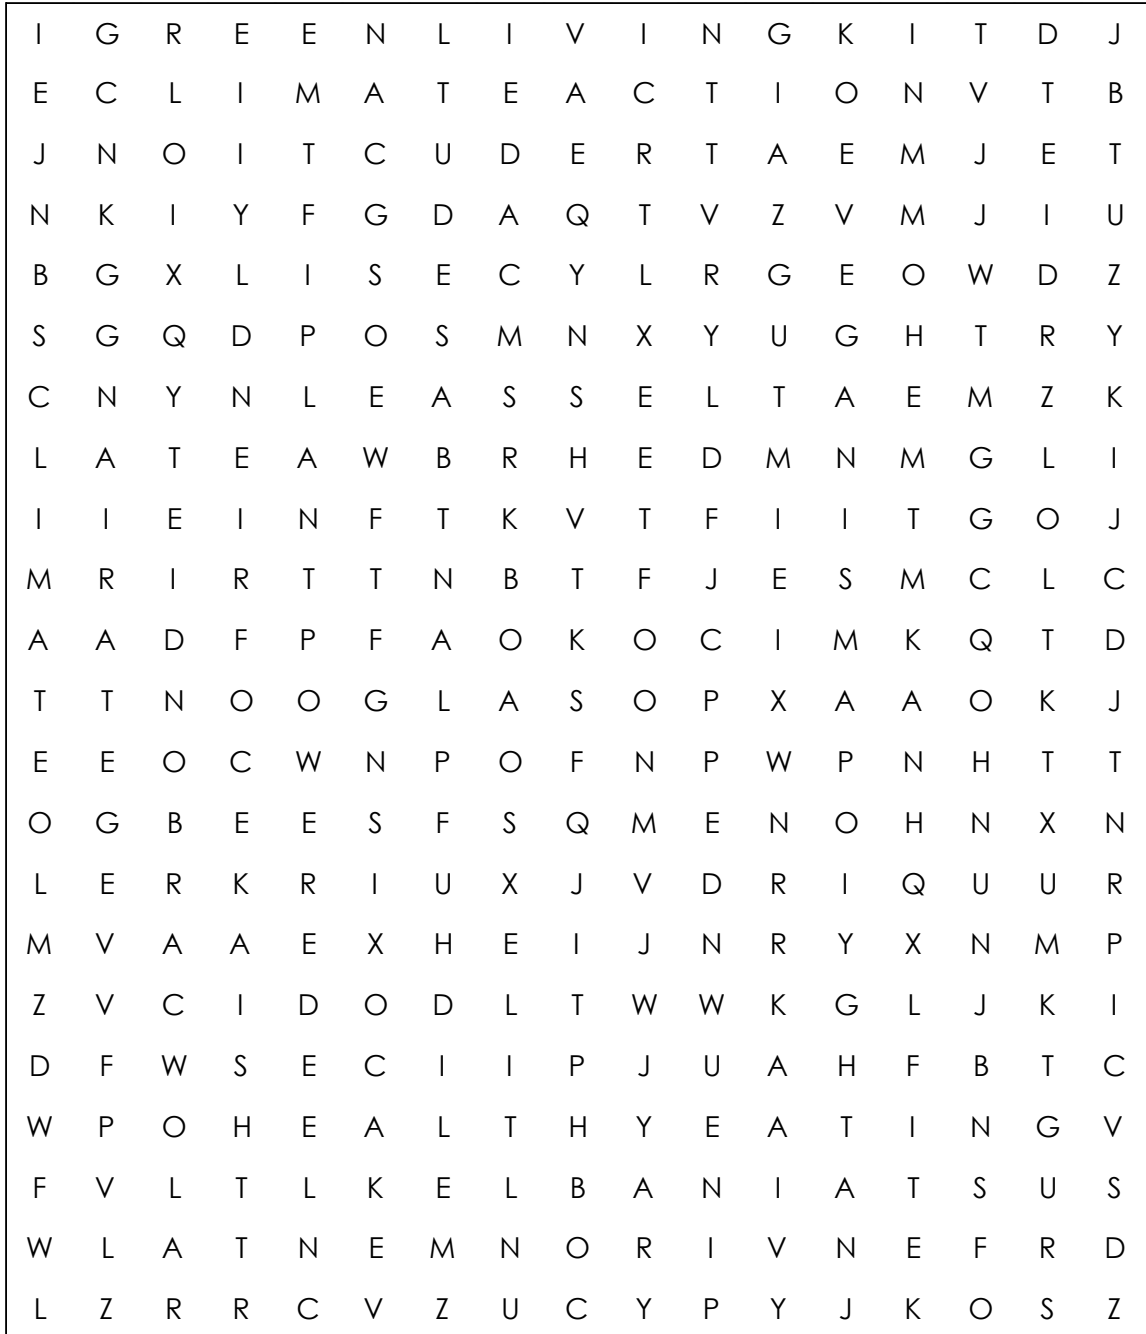 I G R E E N L I V I N G K I T D J
E C L I M A T E A C T I O N V T B
J N O I T C U D E R T A E M J E T
N K I Y F G D A Q T V Z V M J I U
B G X L I S E C Y L R G E O W D Z
S G Q D P O S M N X Y U G H T R Y
C N Y N L E A S S E L T A E M Z K
L A T E A W B R H E D M N M G L I
I I E I N F T K V T F I I T G O J
M R I R T T N B T F J E S M C L C
A A D F P F A O K O C I M K Q T D
T T N O O G L A S O P X A A O K J
E E O C W N P O F N P W P N H T T
O G B E E S F S Q M E N O H N X N
L E R K R I U X J V D R I Q U U R
M V A A E X H E I J N R Y X N M P
Z V C I D O D L T W W K G L J K I
D F W S E C I I P J U A H F B T C
W P O H E A L T H Y E A T I N G V
F V L T L K E L B A N I A T S U S
W L A T N E M N O R I V N E F R D
L Z R R C V Z U C Y P Y J K O S Z